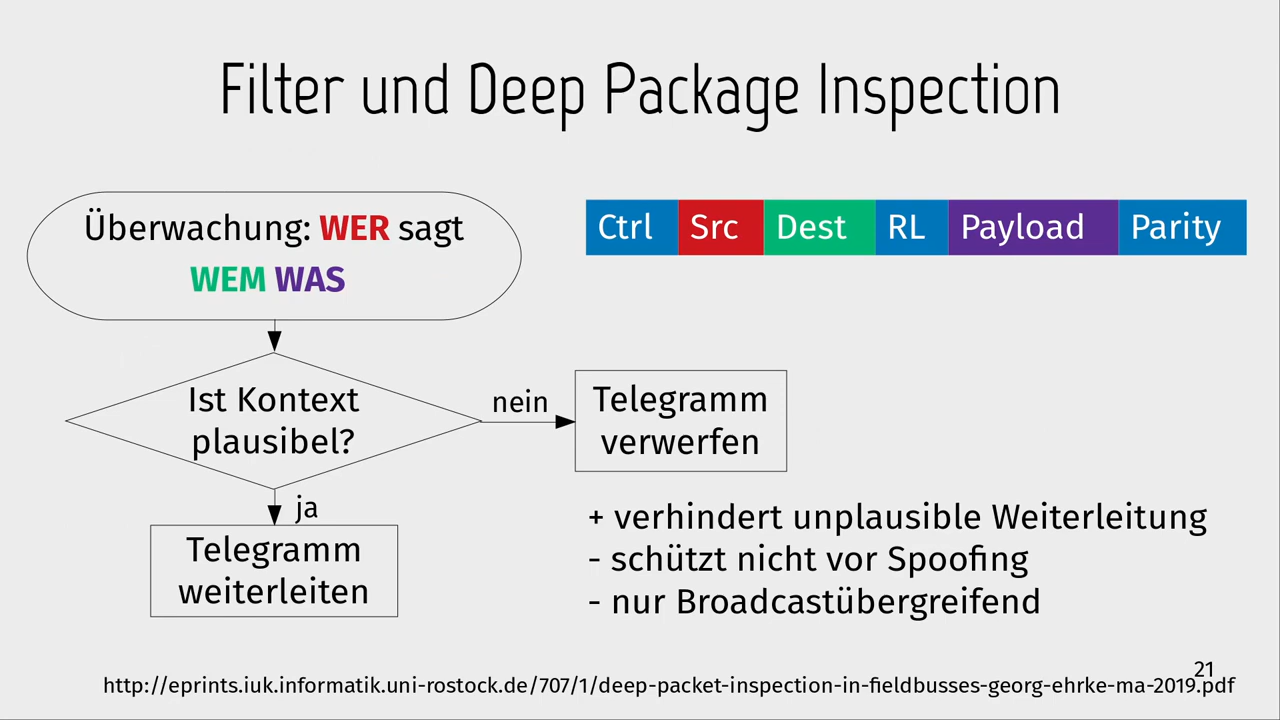 Filter und Deep Package Inspection
Überwachung: WER sagt
WEM WAS
Ctrl Src Dest RL Payload Parity
Ist Kontext
plausibel?
nein
Telegramm
verwerfen
ja
Telegramm
weiterleiten
+ verhindert unplausible Weiterleitung
- schützt nicht vor Spoofing
- nur Broadcastübergreifend
21
http://eprints.iuk.informatik.uni-rostock.de/707/1/deep-packet-inspection-in-fieldbusses-georg-ehrke-ma-2019.pdf